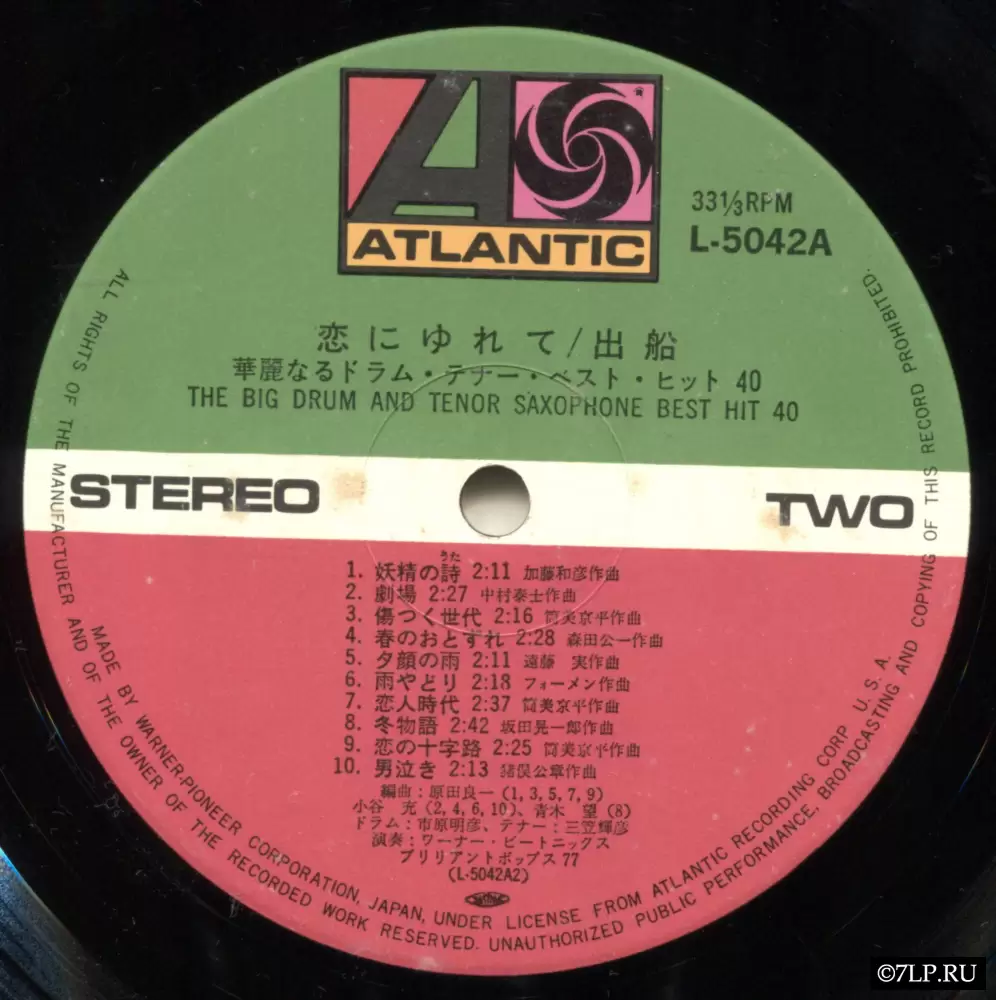 ®
ATLANTIC
33⅓RPM
L-5042A
恋にゆれて/出船
華麗なるドラム・テナー・ベスト・ヒット 40
THE BIG DRUM AND TENOR SAXOPHONE BEST HIT 40
STEREO
TWO
うた
1. 妖精の詩 2:11 加藤和彦作曲
2. 劇場 2:27 中村泰士作曲
3. 傷つく世代 2:16 筒美京平作曲
4. 春のおとずれ 2:28 森田公一作曲
5. 夕顔の雨 2:11 遠藤 実作曲
6. 雨やどり 2:18 フォーメン作曲
7. 恋人時代 2:37 筒美京平作曲
8. 冬物語 2:42 坂田晃一郎作曲
9. 恋の十字路 2:25 筒美京平作曲
10. 男泣き 2:13 猪俣公章作曲
編曲:原田良一(1,3,5,7,9)
小谷 充(2,4,6,10)、青木 望(8)
ドラム:市原明彦、テナー:三笠輝彦
演奏:ワーナー・ビートニックス
ブリリアントポップス77
(L-5042A2)
ALL RIGHTS OF THE MANUFACTURER AND OF THE OWNER OF THE RECORDED WORK RESERVED. UNAUTHORIZED PUBLIC PERFORMANCE, BROADCASTING AND COPYING OF THIS RECORD PROHIBITED.
MADE BY WARNER-PIONEER CORPORATION, JAPAN, UNDER LICENSE FROM ATLANTIC RECORDING CORP. U. S. A.
©7LP.RU